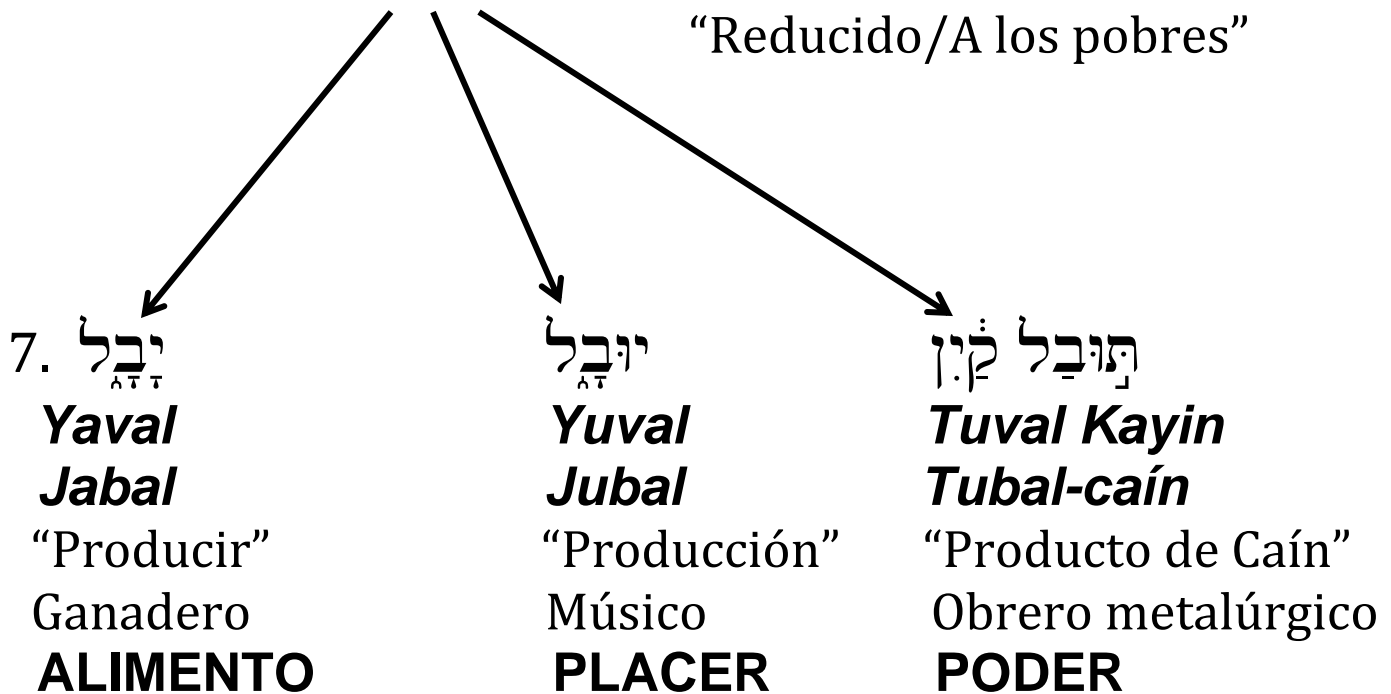 “Reducido/A los pobres”
7. יָבָ֑ל יוּבָ֑ל תּ֣וּבַל קַ֔יִן
Yaval Yuval Tuval Kayin
Jabal Jubal Tubal-caín
“Producir” “Producción” “Producto de Caín”
Ganadero Músico Obrero metalúrgico
ALIMENTO PLACER PODER